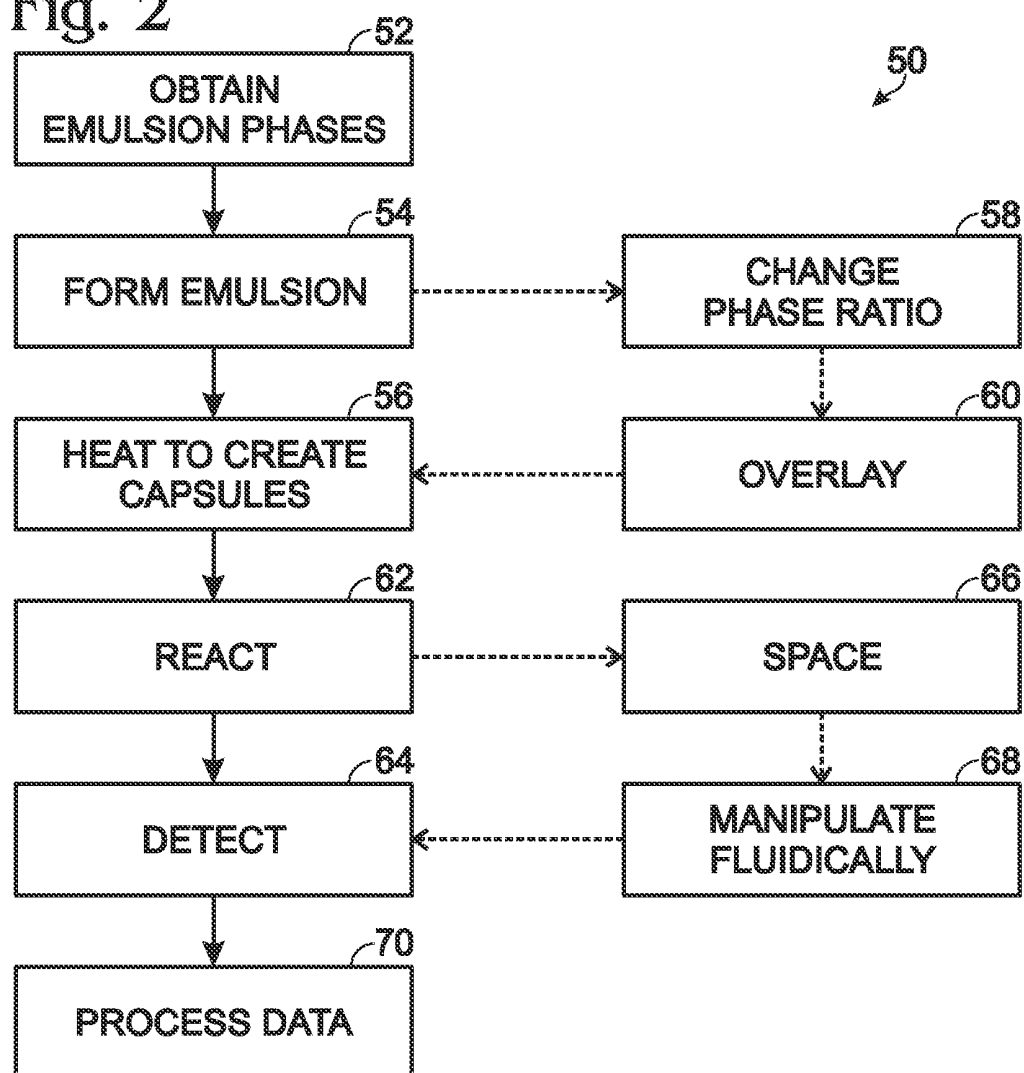 Fig. 2
52
50
OBTAIN
EMULSION PHASES
54
58
FORM EMULSION
CHANGE
PHASE RATIO
56
60
HEAT TO CREATE
CAPSULES
OVERLAY
62
66
REACT
SPACE
64
68
DETECT
MANIPULATE
FLUIDICALLY
70
PROCESS DATA